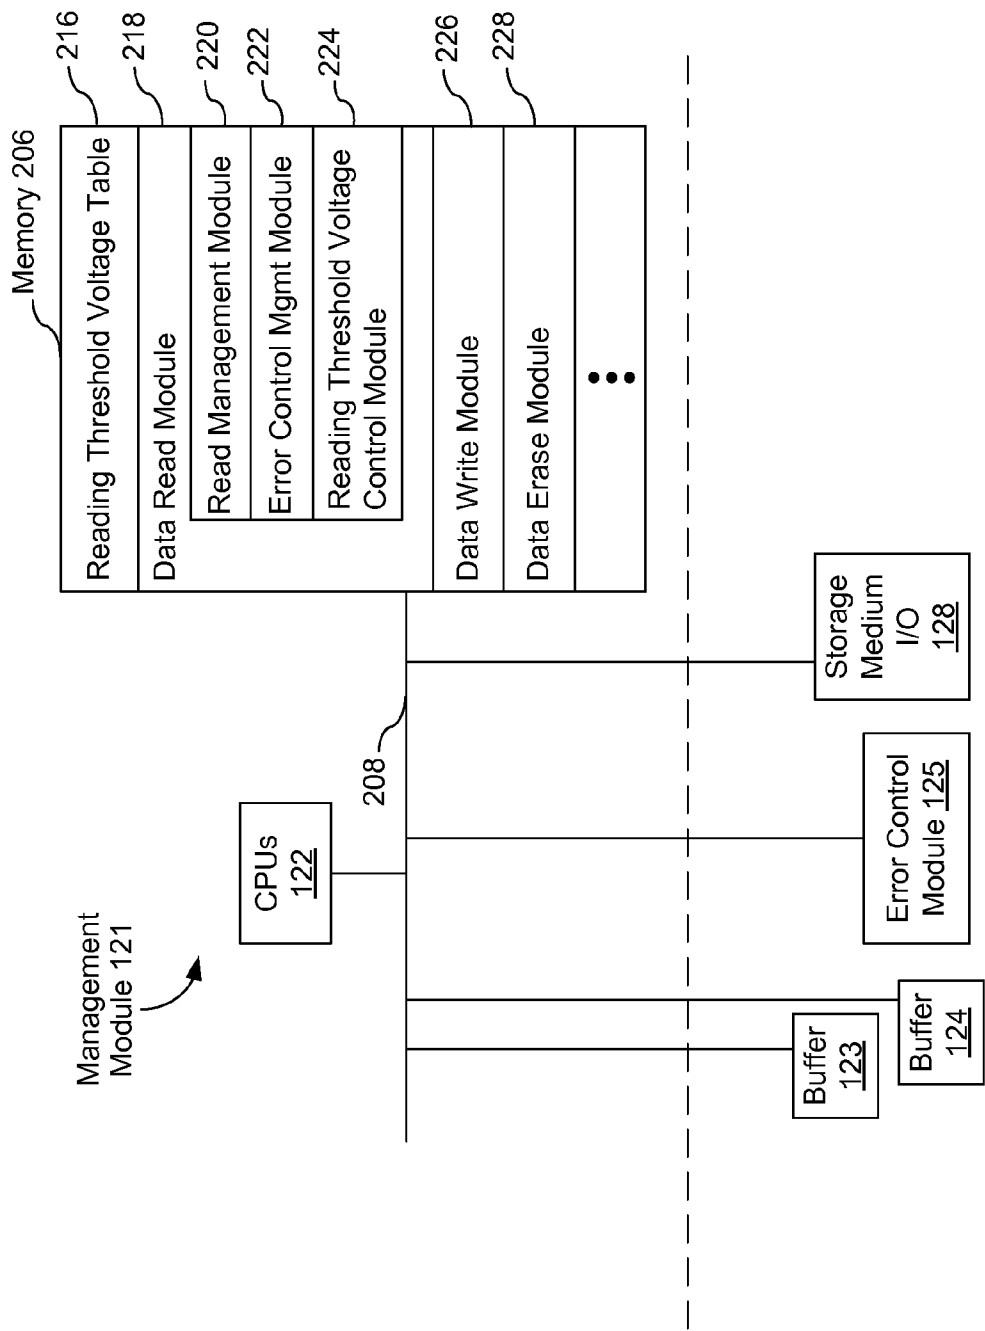 Management
Module 121
CPUs
122
208
Memory 206
Reading Threshold Voltage Table
216
Data Read Module
218
Read Management Module
220
Error Control Mgmt Module
222
Reading Threshold Voltage
Control Module
224
Data Write Module
226
Data Erase Module
228
Buffer
123
Buffer
124
Error Control
Module 125
Storage
Medium
I/O
128